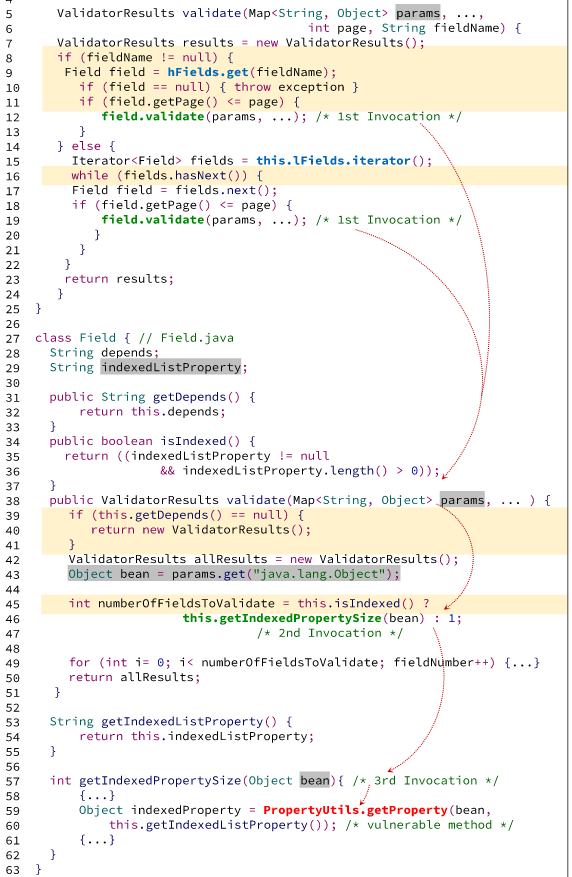 4
5 ValidatorResults validate(Map<String, Object> params, ...,
6 int page, String fieldName) {
7 ValidatorResults results = new ValidatorResults();
8 if (fieldName != null) {
9 Field field = hFields.get(fieldName);
10 if (field == null) { throw exception }
11 if (field.getPage() <= page) {
12 field.validate(params, ...); /* 1st Invocation */
13 }
14 } else {
15 Iterator<Field> fields = this.lFields.iterator();
16 while (fields.hasNext()) {
17 Field field = fields.next();
18 if (field.getPage() <= page) {
19 field.validate(params, ...); /* 1st Invocation */
20 }
21 }
22 }
23 return results;
24 }
25 }
26
27 class Field { // Field.java
28 String depends;
29 String indexedListProperty;
30
31 public String getDepends() {
32 return this.depends;
33 }
34 public boolean isIndexed() {
35 return ((indexedListProperty != null
36 && indexedListProperty.length() > 0));
37 }
38 public ValidatorResults validate(Map<String, Object> params, ... ) {
39 if (this.getDepends() == null) {
40 return new ValidatorResults();
41 }
42 ValidatorResults allResults = new ValidatorResults();
43 Object bean = params.get("java.lang.Object");
44
45 int numberOfFieldsToValidate = this.isIndexed() ?
46 this.getIndexedPropertySize(bean) : 1;
47 /* 2nd Invocation */
48
49 for (int i= 0; i< numberOfFieldsToValidate; fieldNumber++) {...}
50 return allResults;
51 }
52
53 String getIndexedListProperty() {
54 return this.indexedListProperty;
55 }
56
57 int getIndexedPropertySize(Object bean){ /* 3rd Invocation */
58 {...}
59 Object indexedProperty = PropertyUtils.getProperty(bean,
60 this.getIndexedListProperty()); /* vulnerable method */
61 {...}
62 }
63 }